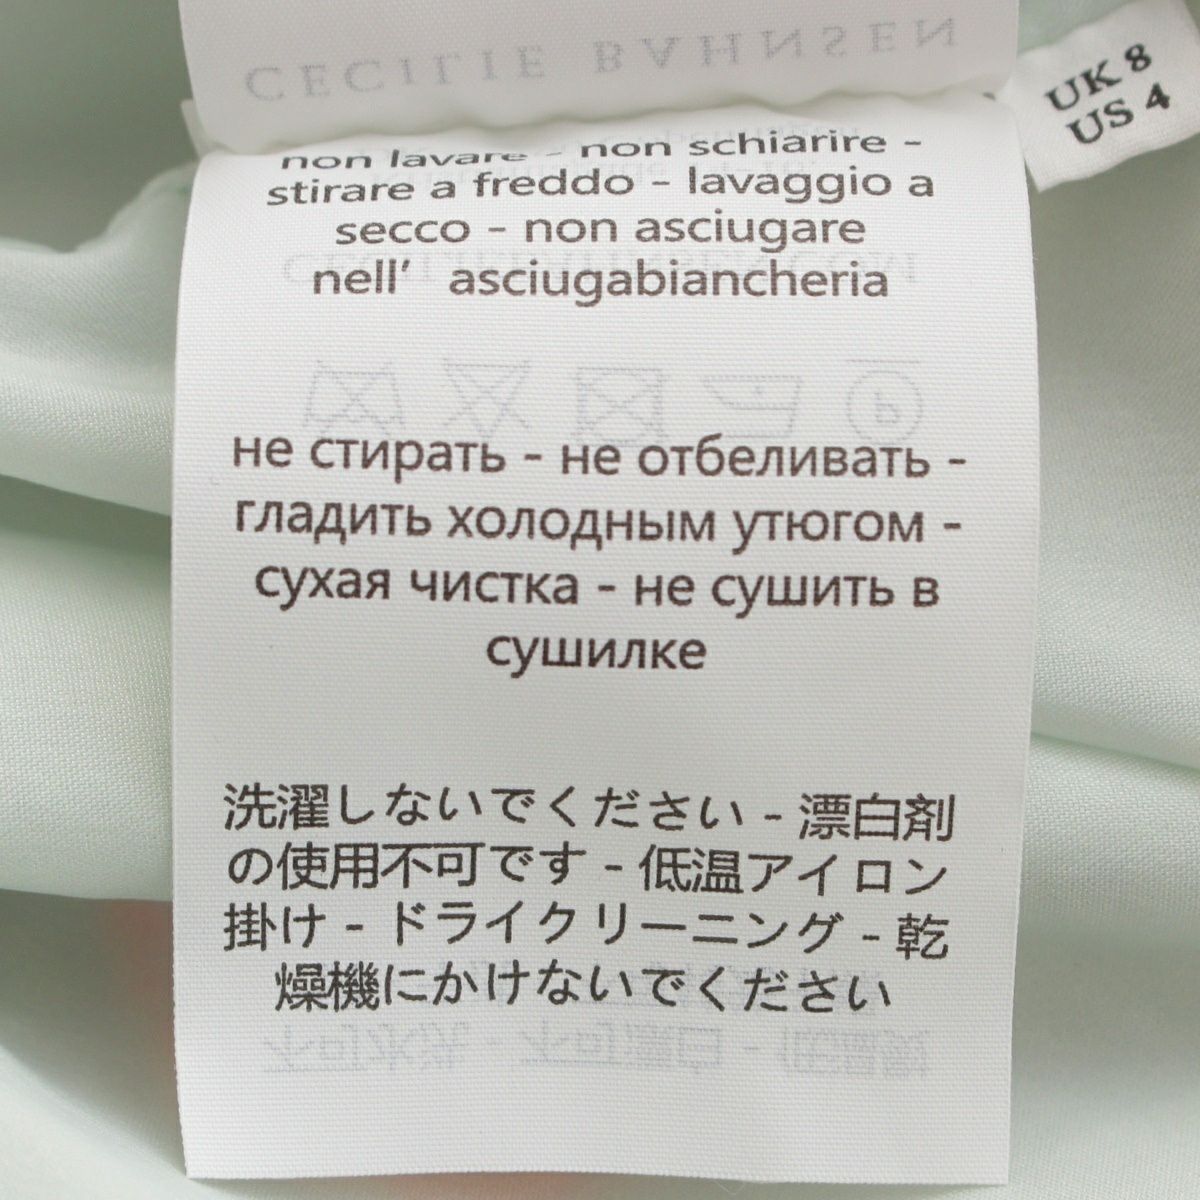 CECILIE BAHNSEN
UK 8
US 4
non lavare - non schiarire -
stirare a freddo - lavaggio a
secco - non asciugare
nell’ asciugabiancheria
не стирать - не отбеливать -
гладить холодным утюгом -
сухая чистка - не сушить в
сушилке
洗濯しないでください - 漂白剤
の使用不可です - 低温アイロン
掛け - ドライクリーニング - 乾
燥機にかけないでください